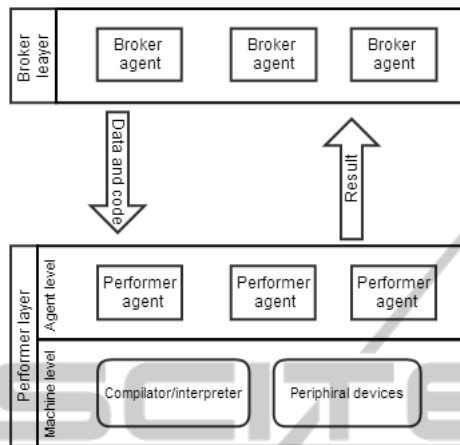 Broker
leayer
Broker
agent
Broker
agent
Broker
agent
Data and code
Result
Performer layer
Agent level
Performer
agent
Performer
agent
Performer
agent
Machine level
Compilator/interpreter
Periphiral devices
SCITE